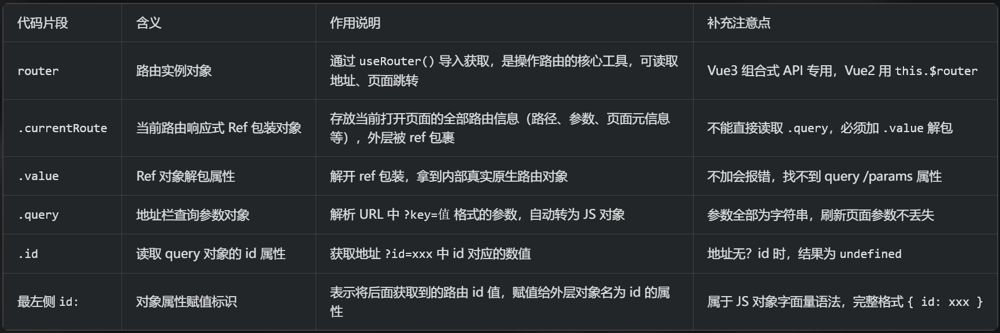 代码片段
含义
作用说明
补充注意点
router
路由实例对象
通过 useRouter() 导入获取，是操作路由的核心工具，可读取
地址、页面跳转
Vue3 组合式 API 专用，Vue2 用 this.$router
.currentRoute
当前路由响应式 Ref 包装对象
存放当前打开页面的全部路由信息（路径、参数、页面元信息
等），外层被 ref 包裹
不能直接读取 .query，必须加 .value 解包
.value
Ref 对象解包属性
解开 ref 包装，拿到内部真实原生路由对象
不加会报错，找不到 query /params 属性
.query
地址栏查询参数对象
解析 URL 中 ?key=值 格式的参数，自动转为 JS 对象
参数全部为字符串，刷新页面参数不丢失
.id
读取 query 对象的 id 属性
获取地址 ?id=xxx 中 id 对应的数值
地址无？id 时，结果为 undefined
最左侧 id:
对象属性赋值标识
表示将后面获取到的路由 id 值，赋值给外层对象名为 id 的属
性
属于 JS 对象字面量语法，完整格式 { id: xxx }